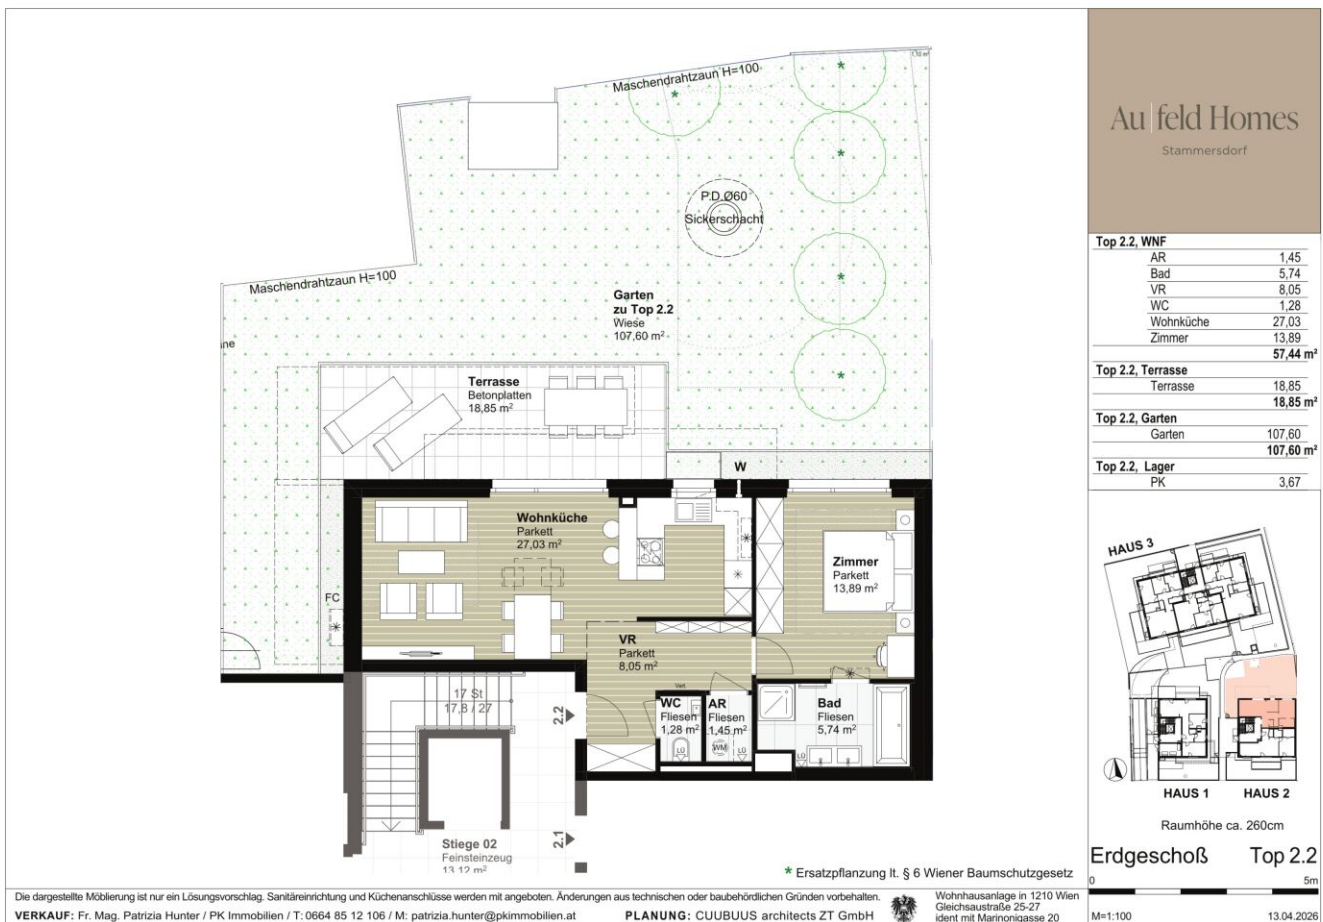 Maschendrahtzaun H=100
Maschendrahtzaun H=100
P.D.Ø60
Sickerschacht
Garten
zu Top 2.2
Wiese
107,60 m²
Terrasse
Betonplatten
18,85 m²
W
Wohnküche
Parkett
27,03 m²
Zimmer
Parkett
13,89 m²
FC
VR
Parkett
8,05 m²
Vert.
WC
Fliesen
1,28 m²
LÜ
AR
Fliesen
1,45 m²
WM
LÜ
Bad
Fliesen
5,74 m²
LÜ
17 St
17,8 / 27
2.2
2.1
Stiege 02
Feinsteinzeug
13,12 m²
* Ersatzpflanzung lt. § 6 Wiener Baumschutzgesetz
Au|feld Homes
Stammersdorf
Top 2.2, WNF
AR 1,45
Bad 5,74
VR 8,05
WC 1,28
Wohnküche 27,03
Zimmer 13,89
57,44 m²
Top 2.2, Terrasse
Terrasse 18,85
18,85 m²
Top 2.2, Garten
Garten 107,60
107,60 m²
Top 2.2, Lager
PK 3,67
HAUS 3
HAUS 1 HAUS 2
Raumhöhe ca. 260cm
Erdgeschoß Top 2.2
0 5m
M=1:100 13.04.2026
Die dargestellte Möblierung ist nur ein Lösungsvorschlag. Sanitäreinrichtung und Küchenanschlüsse werden mit angeboten. Änderungen aus technischen oder baubehördlichen Gründen vorbehalten.
VERKAUF: Fr. Mag. Patrizia Hunter / PK Immobilien / T: 0664 85 12 106 / M: patrizia.hunter@pkimmobilien.at
PLANUNG: CUUBUUS architects ZT GmbH
Wohnhausanlage in 1210 Wien
Gleichsaustraße 25-27
ident mit Marinonigasse 20